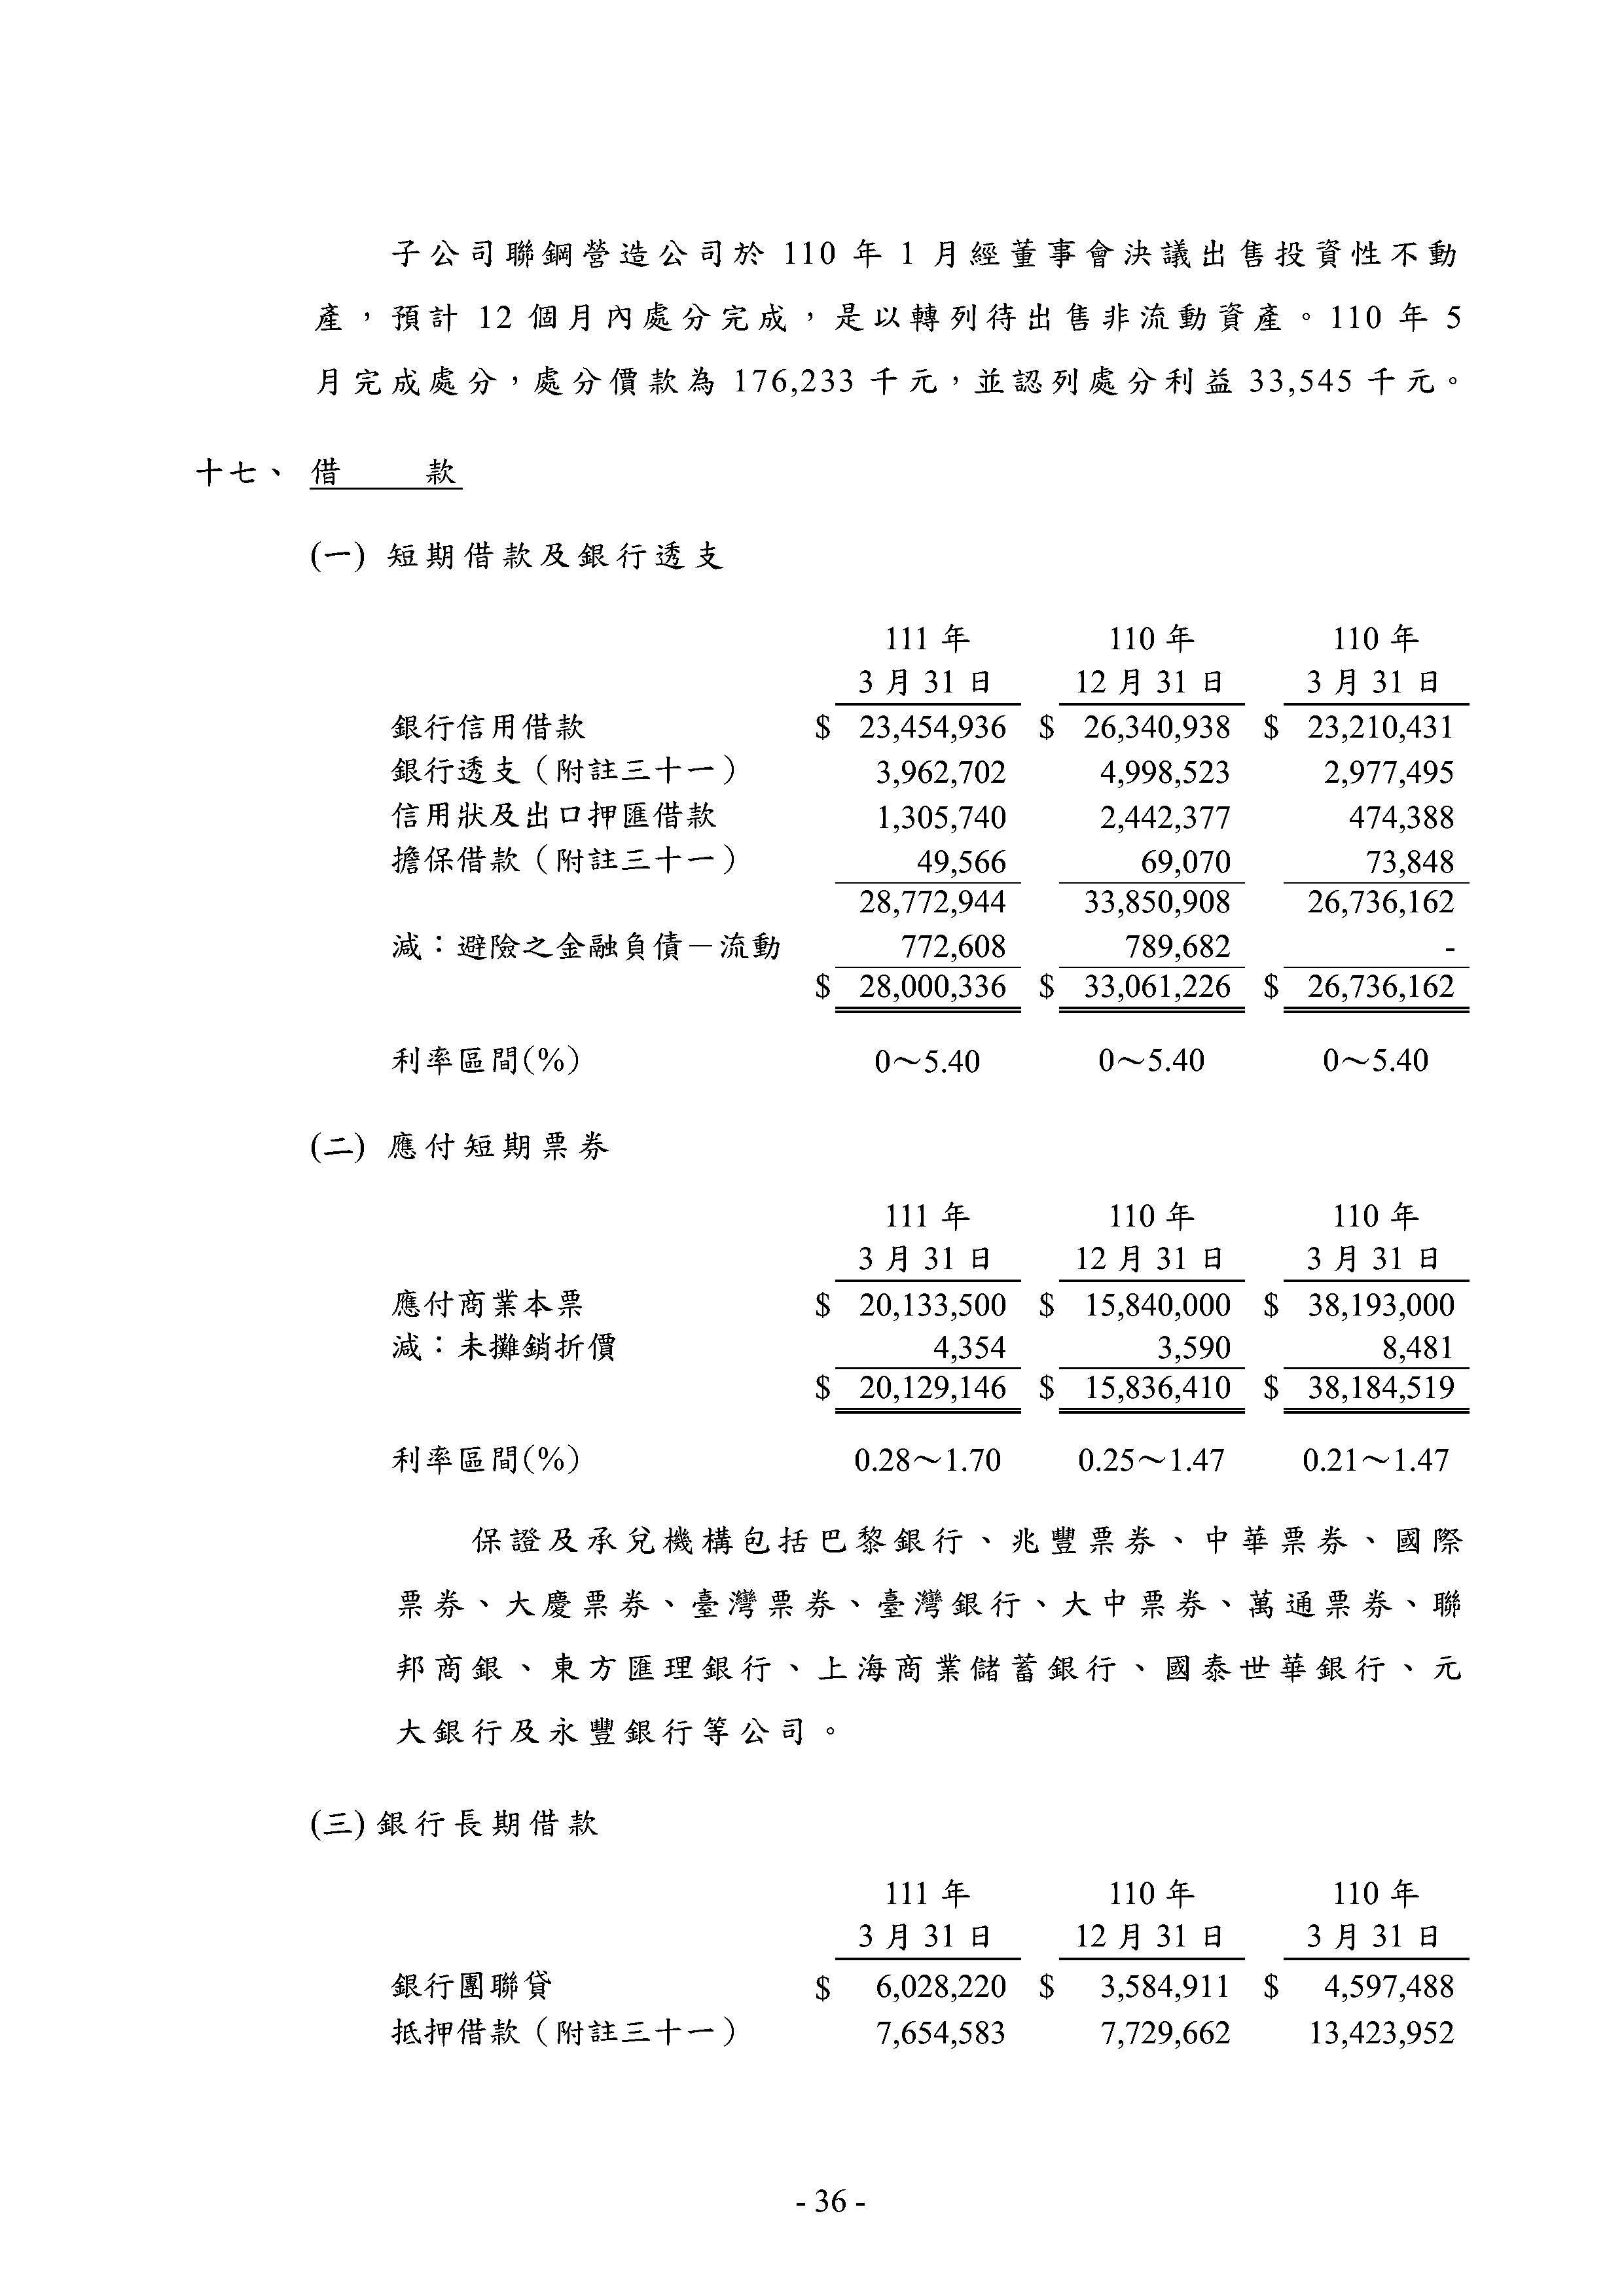 子公司聯鋼營造公司於 110 年 1 月經董事會決議出售投資性不動
產，預計 12 個月內處分完成，是以轉列待出售非流動資產。110 年 5
月完成處分，處分價款為 176,233 千元，並認列處分利益 33,545 千元。
十七、 借 款
(一) 短期借款及銀行透支
111 年 110 年 110 年
3 月 31 日 12 月 31 日 3 月 31 日
銀行信用借款 $ 23,454,936 $ 26,340,938 $ 23,210,431
銀行透支（附註三十一） 3,962,702 4,998,523 2,977,495
信用狀及出口押匯借款 1,305,740 2,442,377 474,388
擔保借款（附註三十一） 49,566 69,070 73,848
28,772,944 33,850,908 26,736,162
減：避險之金融負債－流動 772,608 789,682 -
$ 28,000,336 $ 33,061,226 $ 26,736,162
利率區間(%) 0～5.40 0～5.40 0～5.40
(二) 應付短期票券
111 年 110 年 110 年
3 月 31 日 12 月 31 日 3 月 31 日
應付商業本票 $ 20,133,500 $ 15,840,000 $ 38,193,000
減：未攤銷折價 4,354 3,590 8,481
$ 20,129,146 $ 15,836,410 $ 38,184,519
利率區間(%) 0.28～1.70 0.25～1.47 0.21～1.47
保證及承兌機構包括巴黎銀行、兆豐票券、中華票券、國際
票券、大慶票券、臺灣票券、臺灣銀行、大中票券、萬通票券、聯
邦商銀、東方匯理銀行、上海商業儲蓄銀行、國泰世華銀行、元
大銀行及永豐銀行等公司。
(三) 銀行長期借款
111 年 110 年 110 年
3 月 31 日 12 月 31 日 3 月 31 日
銀行團聯貸 $ 6,028,220 $ 3,584,911 $ 4,597,488
抵押借款（附註三十一） 7,654,583 7,729,662 13,423,952
- 36 -